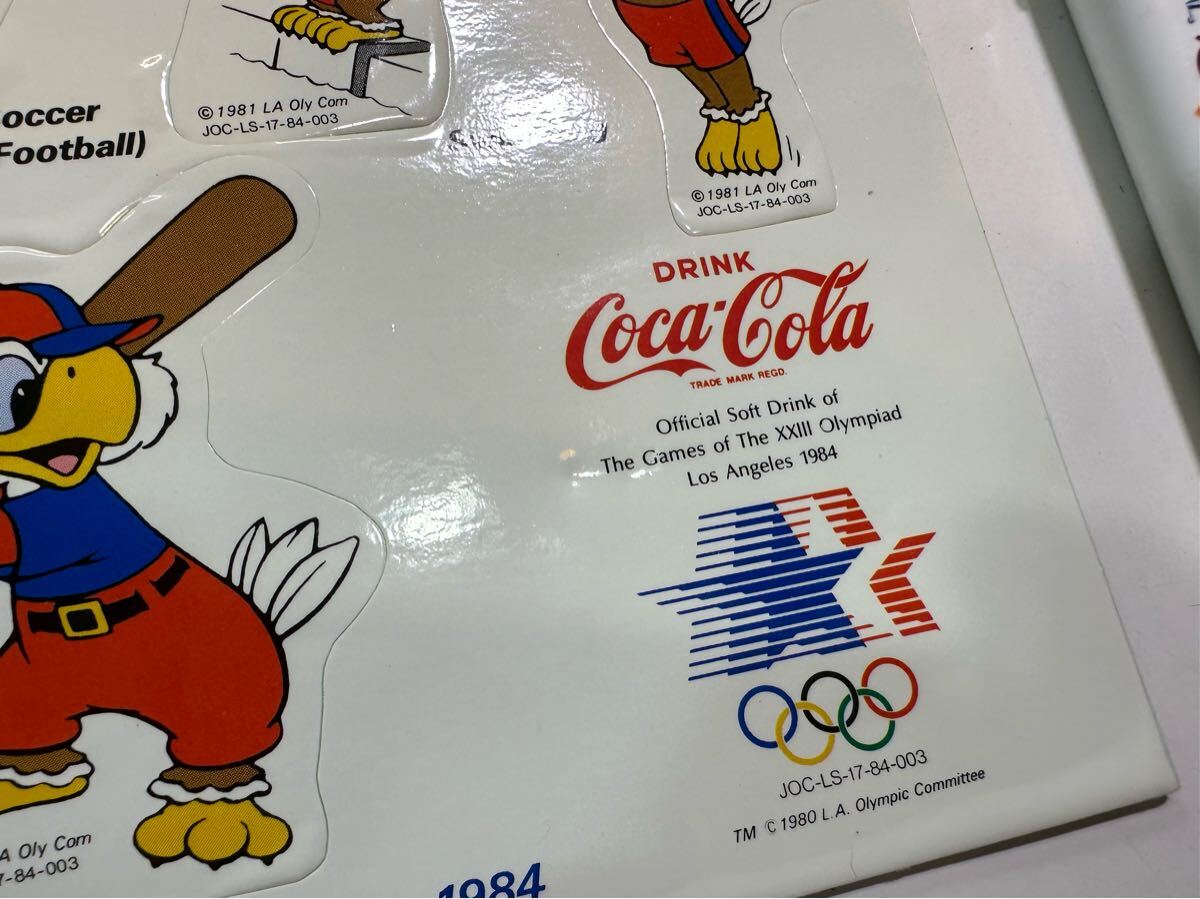 ©1981 LA Oly Com
JOC-LS-17-84-003
occer
Football)
©1981 LA Oly Com
JOC-LS-17-84-003
DRINK
Coca-Cola
TRADE MARK REGD.
Official Soft Drink of
The Games of The XXIII Olympiad
Los Angeles 1984
JOC-LS-17-84-003
TM © 1980 L.A. Olympic Committee
A Oly Com
7-84-003
1984